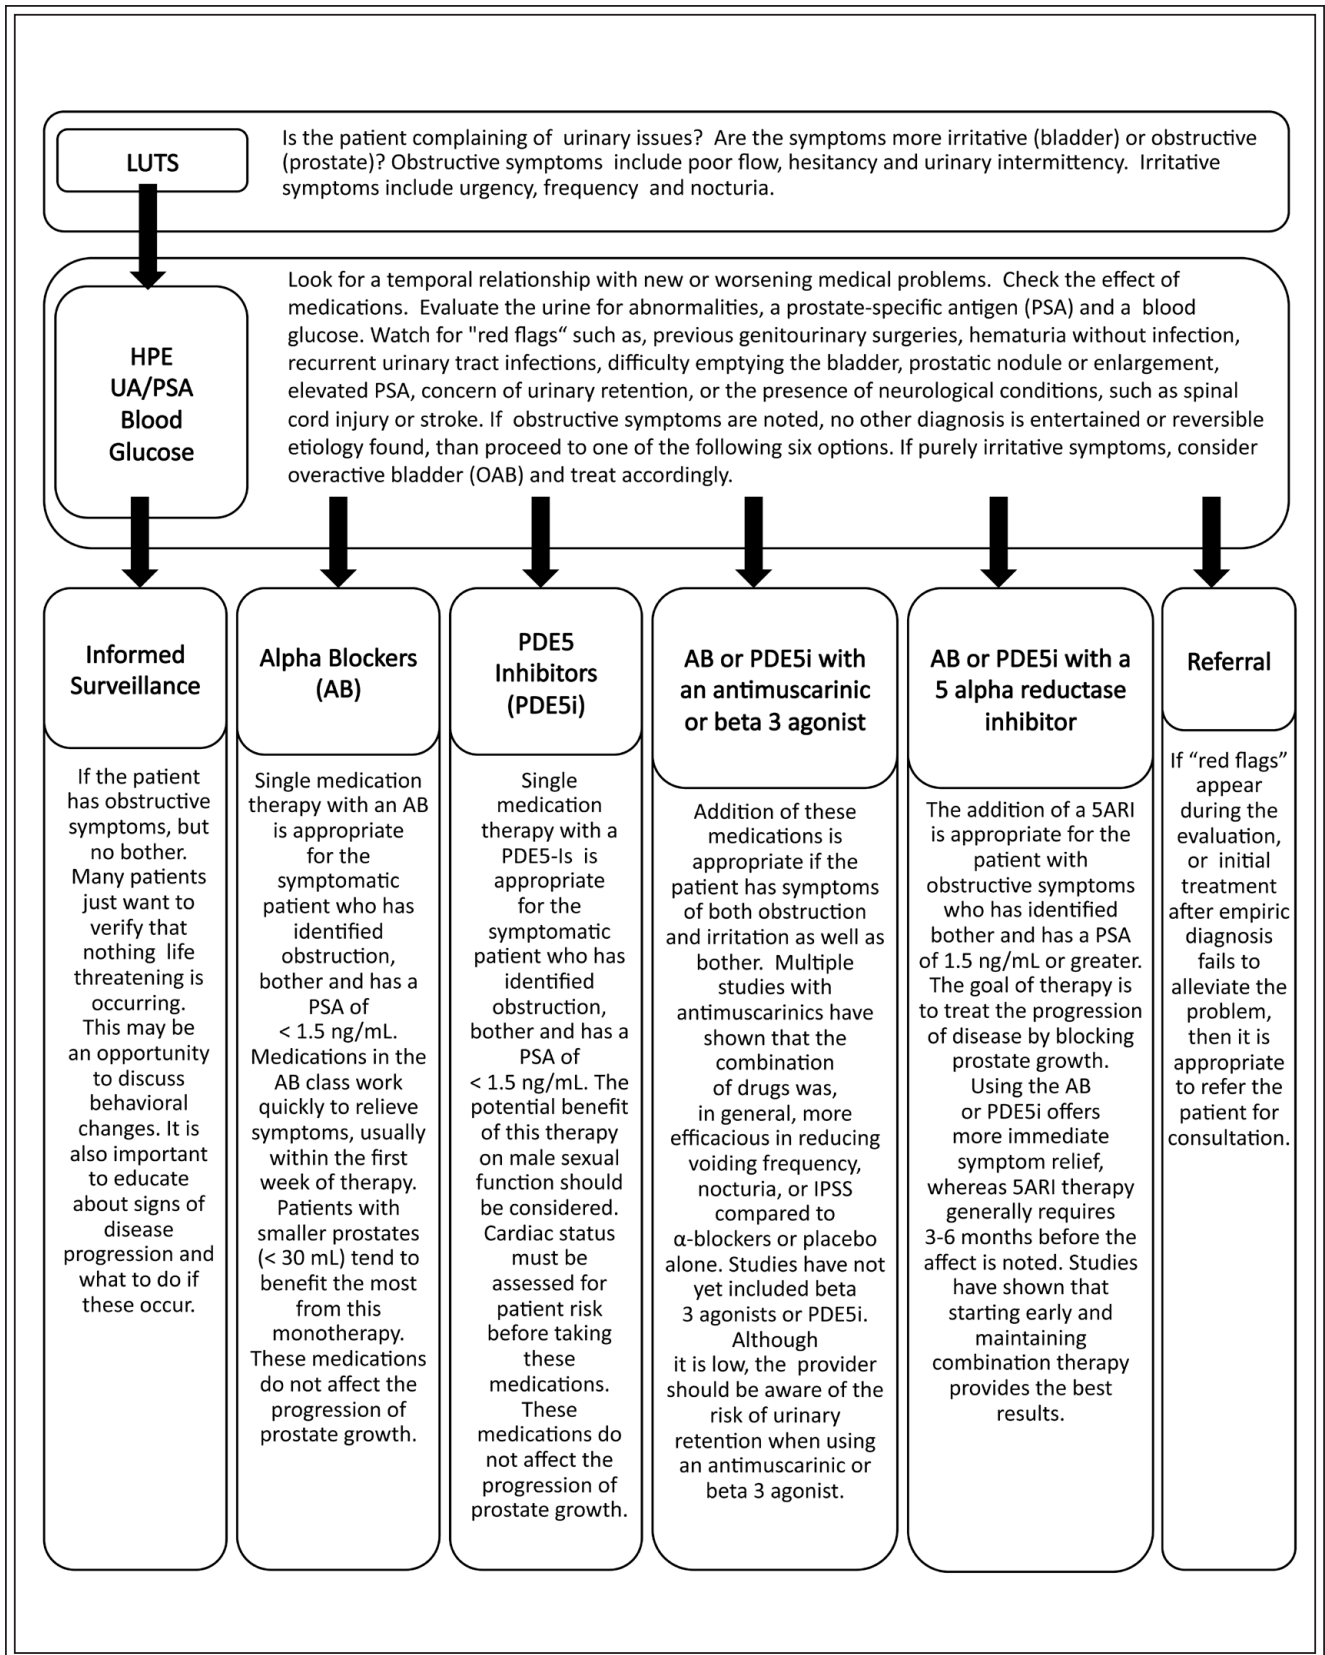 LUTS
Is the patient complaining of urinary issues? Are the symptoms more irritative (bladder) or obstructive
(prostate)? Obstructive symptoms include poor flow, hesitancy and urinary intermittency. Irritative
symptoms include urgency, frequency and nocturia.
HPE
UA/PSA
Blood
Glucose
Look for a temporal relationship with new or worsening medical problems. Check the effect of
medications. Evaluate the urine for abnormalities, a prostate-specific antigen (PSA) and a blood
glucose. Watch for "red flags“ such as, previous genitourinary surgeries, hematuria without infection,
recurrent urinary tract infections, difficulty emptying the bladder, prostatic nodule or enlargement,
elevated PSA, concern of urinary retention, or the presence of neurological conditions, such as spinal
cord injury or stroke. If obstructive symptoms are noted, no other diagnosis is entertained or reversible
etiology found, than proceed to one of the following six options. If purely irritative symptoms, consider
overactive bladder (OAB) and treat accordingly.
Informed
Surveillance
If the patient
has obstructive
symptoms, but
no bother.
Many patients
just want to
verify that
nothing life
threatening is
occurring.
This may be
an opportunity
to discuss
behavioral
changes. It is
also important
to educate
about signs of
disease
progression and
what to do if
these occur.
Alpha Blockers
(AB)
Single medication
therapy with an AB
is appropriate
for the
symptomatic
patient who has
identified
obstruction,
bother and has a
PSA of
< 1.5 ng/mL.
Medications in the
AB class work
quickly to relieve
symptoms, usually
within the first
week of therapy.
Patients with
smaller prostates
(< 30 mL) tend to
benefit the most
from this
monotherapy.
These medications
do not affect the
progression of
prostate growth.
PDE5
Inhibitors
(PDE5i)
Single
medication
therapy with a
PDE5-Is is
appropriate
for the
symptomatic
patient who has
identified
obstruction,
bother and has a
PSA of
< 1.5 ng/mL. The
potential benefit
of this therapy
on male sexual
function should
be considered.
Cardiac status
must be
assessed for
patient risk
before taking
these
medications.
These
medications do
not affect the
progression of
prostate growth.
AB or PDE5i with
an antimuscarinic
or beta 3 agonist
Addition of these
medications is
appropriate if the
patient has symptoms
of both obstruction
and irritation as well as
bother. Multiple
studies with
antimuscarinics have
shown that the
combination
of drugs was,
in general, more
efficacious in reducing
voiding frequency,
nocturia, or IPSS
compared to
α-blockers or placebo
alone. Studies have not
yet included beta
3 agonists or PDE5i.
Although
it is low, the provider
should be aware of the
risk of urinary
retention when using
an antimuscarinic or
beta 3 agonist.
AB or PDE5i with a
5 alpha reductase
inhibitor
The addition of a 5ARI
is appropriate for the
patient with
obstructive symptoms
who has identified
bother and has a PSA
of 1.5 ng/mL or greater.
The goal of therapy is
to treat the progression
of disease by blocking
prostate growth.
Using the AB
or PDE5i offers
more immediate
symptom relief,
whereas 5ARI therapy
generally requires
3-6 months before the
affect is noted. Studies
have shown that
starting early and
maintaining
combination therapy
provides the best
results.
Referral
If “red flags”
appear
during the
evaluation,
or initial
treatment
after empiric
diagnosis
fails to
alleviate the
problem,
then it is
appropriate
to refer the
patient for
consultation.